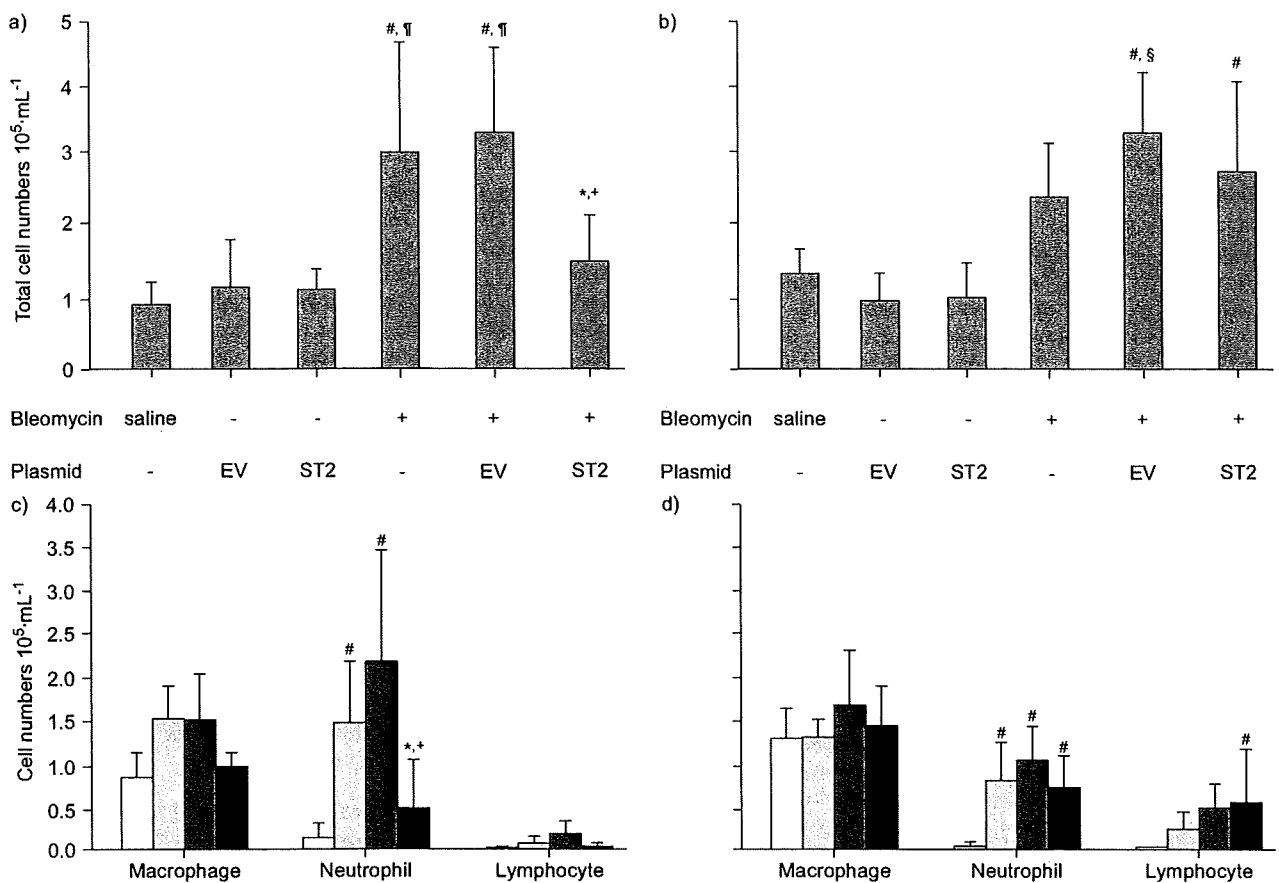 a)
Total cell numbers 10⁵·mL⁻¹
5
4
3
2
1
0
#, ¶
#, ¶
*,+
b)
#, §
#
Bleomycin saline - - + + + saline - - + + +
Plasmid - EV ST2 - EV ST2 - EV ST2 - EV ST2
c)
Cell numbers 10⁵·mL⁻¹
4.0
3.5
3.0
2.5
2.0
1.5
1.0
0.5
0.0
#
#
*,+
Macrophage Neutrophil Lymphocyte
d)
#
#
#
#
Macrophage Neutrophil Lymphocyte